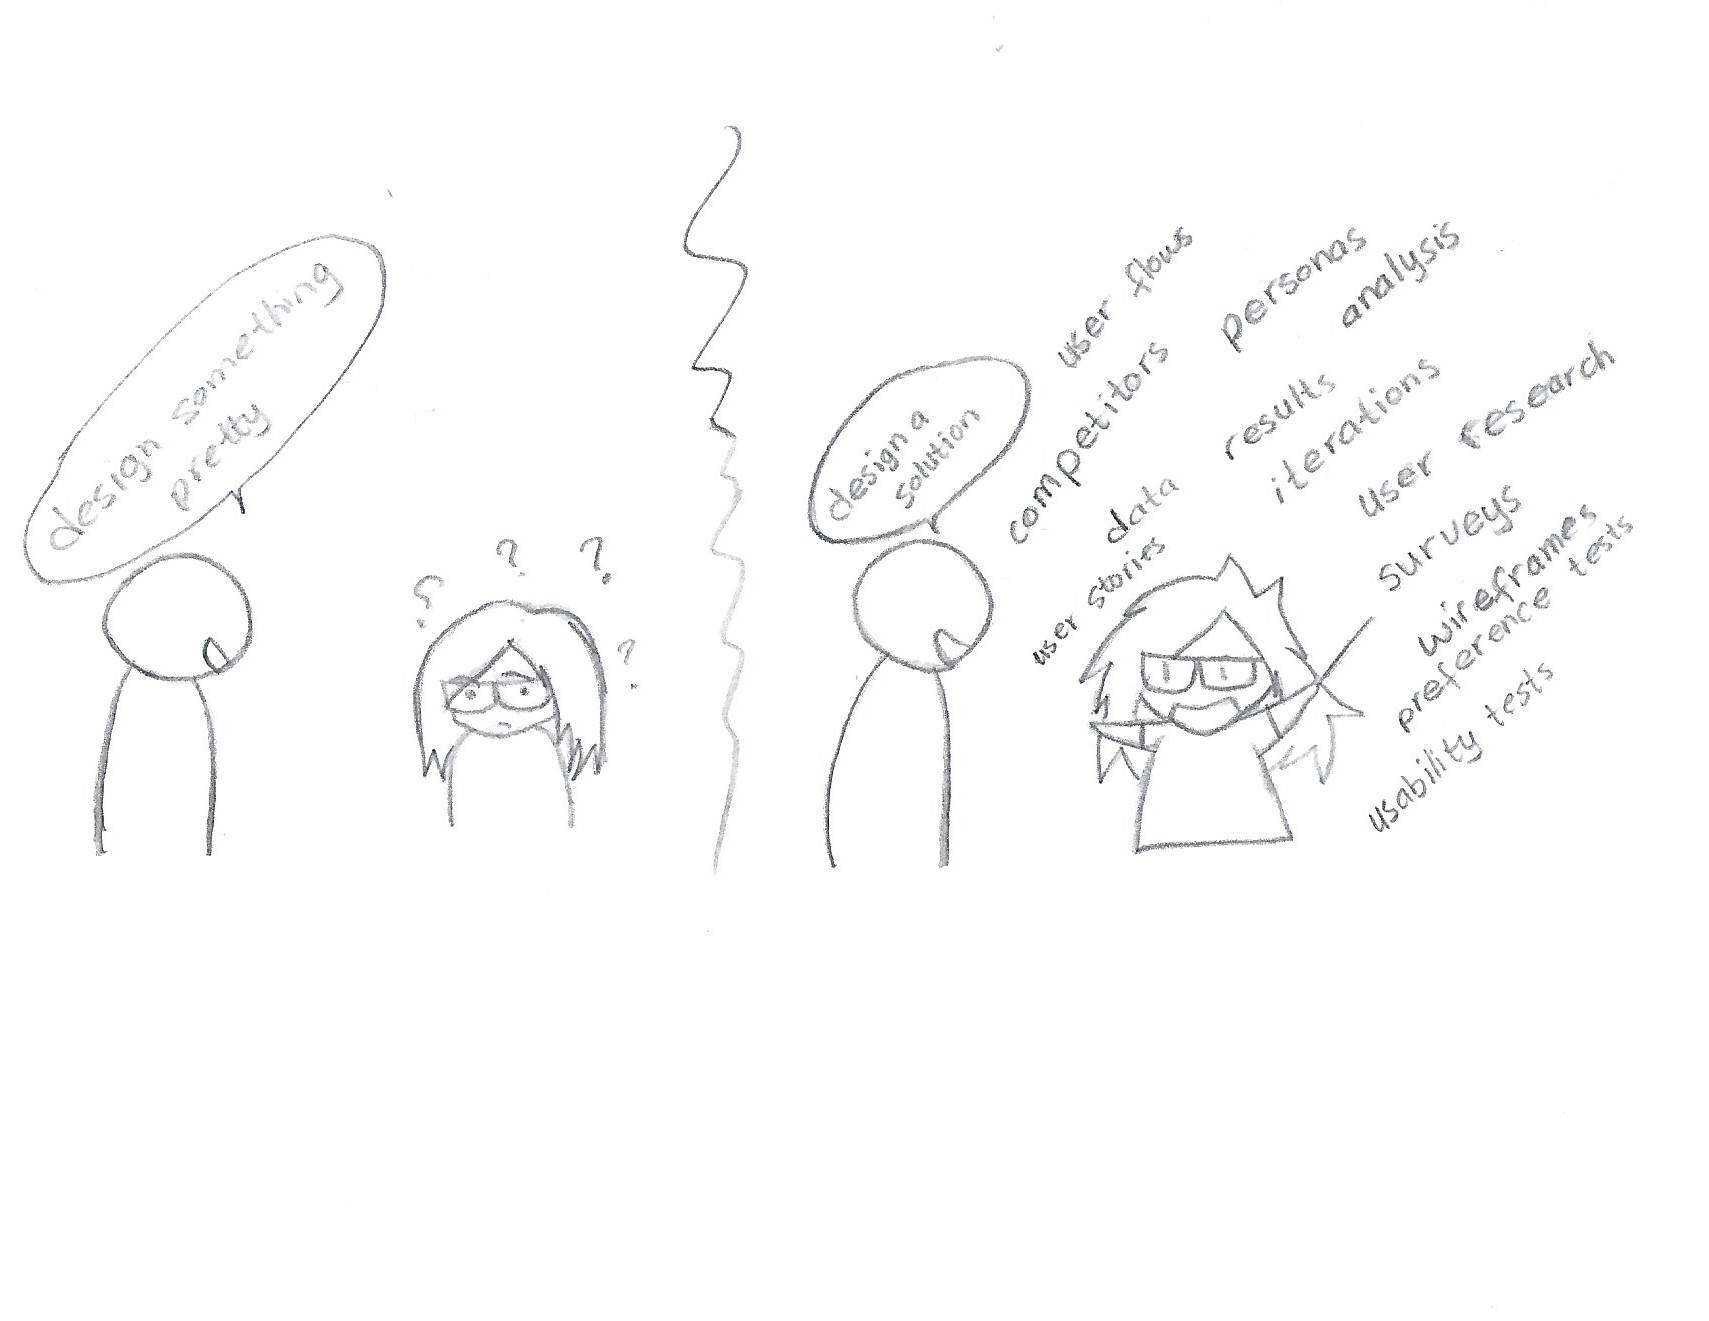 design something
pretty
?
?
?
?
design a
solution
user flows
competitors
personas
analysis
results
iterations
data
user stories
user research
surveys
wireframes
preference tests
usability tests